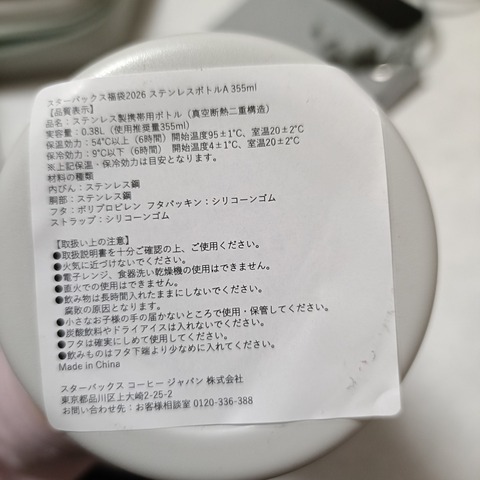 スターバックス福袋2026 ステンレスボトルA 355ml
【品質表示】
品名：ステンレス製携帯用ボトル（真空断熱二重構造）
実容量：0.38L（使用推奨量355ml）
保温効力：54℃以上（6時間） 開始温度95±1℃、室温20±2℃
保冷効力：9℃以下（6時間） 開始温度4±1℃、室温20±2℃
※上記保温・保冷効力は目安となります。
材料の種類
内びん：ステンレス鋼
胴部：ステンレス鋼
フタ：ポリプロピレン フタパッキン：シリコーンゴム
ストラップ：シリコーンゴム
【取扱い上の注意】
●取扱説明書を十分ご確認の上、ご使用ください。
●火気に近づけないでください。
●電子レンジ、食器洗い乾燥機の使用はできません。
●直火での使用はできません。
●飲み物は長時間入れたままにしないでください。
腐敗の原因となります。
●小さなお子様の手の届かないところで使用・保管してください。
●炭酸飲料やドライアイスは入れないでください。
●フタは確実にしめて使用してください。
●飲みものはフタ下端より少なめに入れてください。
Made in China
スターバックス コーヒー ジャパン 株式会社
東京都品川区上大崎2-25-2
お問い合わせ先：お客様相談室 0120-336-388